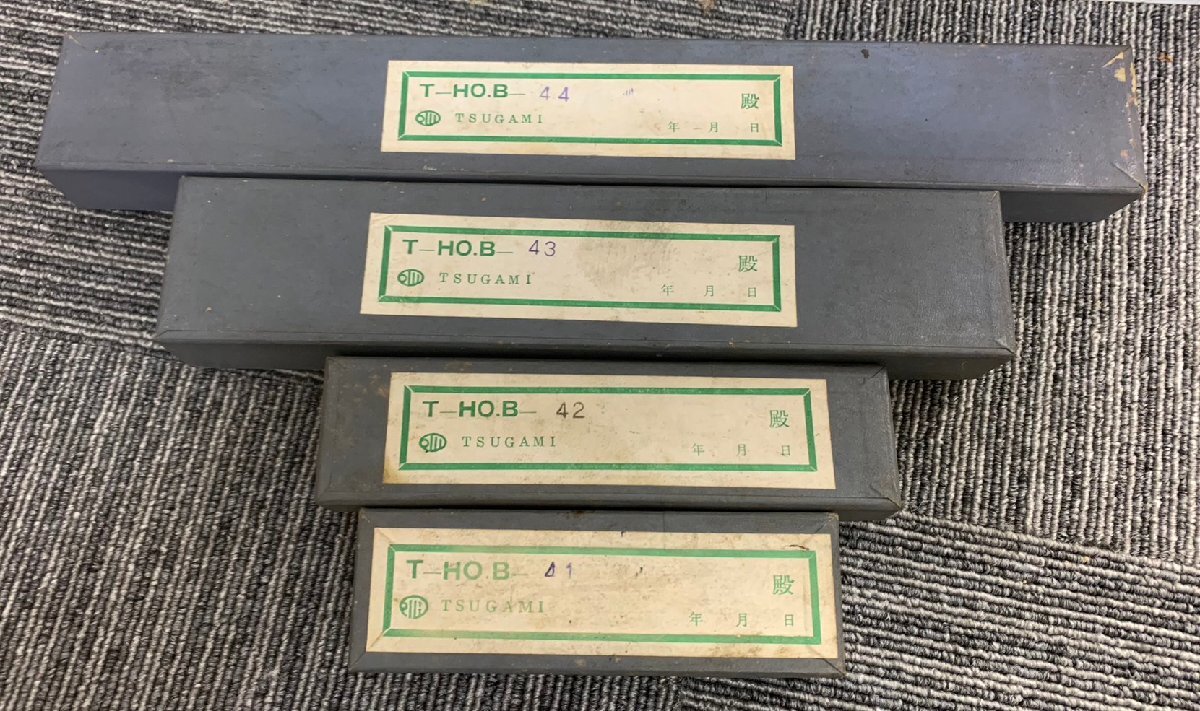 T—HO.B— 44
殿
TSUGAMI
年 月 日
T—HO.B— 43
殿
TSUGAMI
年 月 日
T—HO.B— 42
殿
TSUGAMI
年 月 日
T—HO.B— 41
殿
TSUGAMI
年 月 日